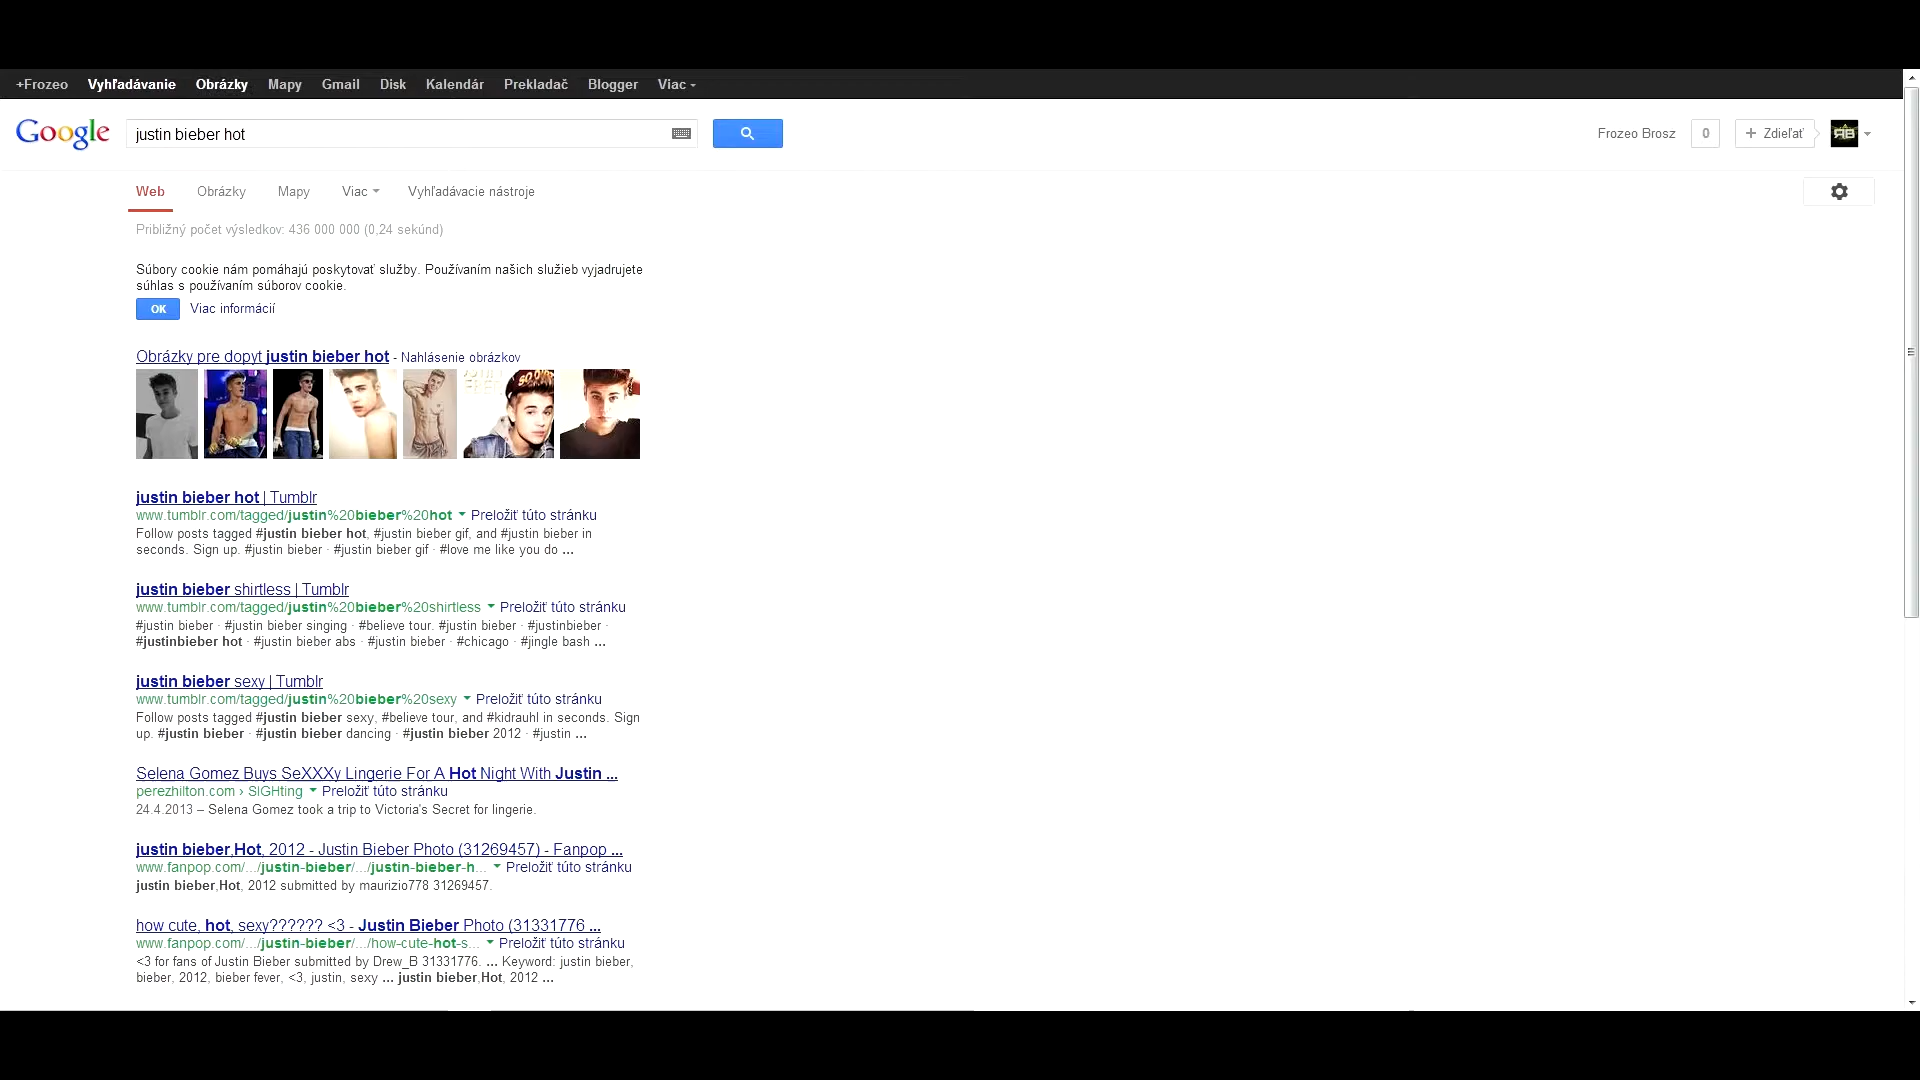 +Frozeo Vyhľadávanie Obrázky Mapy Gmail Disk Kalendár Prekladač Blogger Viac
Google justin bieber hot Frozeo Brosz 0 + Zdieľať
Web Obrázky Mapy Viac Vyhľadávacie nástroje
Približný počet výsledkov: 436 000 000 (0,24 sekúnd)
Súbory cookie nám pomáhajú poskytovať služby. Používaním našich služieb vyjadrujete
súhlas s používaním súborov cookie.
OK Viac informácií
Obrázky pre dopyt justin bieber hot - Nahlásenie obrázkov
justin bieber hot | Tumblr
www.tumblr.com/tagged/justin%20bieber%20hot Preložiť túto stránku
Follow posts tagged #justin bieber hot, #justin bieber gif, and #justin bieber in
seconds. Sign up. #justin bieber · #justin bieber gif · #love me like you do ...
justin bieber shirtless | Tumblr
www.tumblr.com/tagged/justin%20bieber%20shirtless Preložiť túto stránku
#justin bieber · #justin bieber singing · #believe tour. #justin bieber · #justinbieber ·
#justinbieber hot · #justin bieber abs · #justin bieber · #chicago · #jingle bash ...
justin bieber sexy | Tumblr
www.tumblr.com/tagged/justin%20bieber%20sexy Preložiť túto stránku
Follow posts tagged #justin bieber sexy, #believe tour, and #kidrauhl in seconds. Sign
up. #justin bieber · #justin bieber dancing · #justin bieber 2012 · #justin ...
Selena Gomez Buys SeXXXy Lingerie For A Hot Night With Justin ...
perezhilton.com › SIGHting Preložiť túto stránku
24.4.2013 – Selena Gomez took a trip to Victoria's Secret for lingerie.
justin bieber,Hot, 2012 - Justin Bieber Photo (31269457) - Fanpop ...
www.fanpop.com/.../justin-bieber/.../justin-bieber-h... Preložiť túto stránku
justin bieber,Hot, 2012 submitted by maurizio778 31269457.
how cute, hot, sexy?????? <3 - Justin Bieber Photo (31331776 ...
www.fanpop.com/.../justin-bieber/.../how-cute-hot-s... Preložiť túto stránku
<3 for fans of Justin Bieber submitted by Drew_B 31331776. ... Keyword: justin bieber,
bieber, 2012, bieber fever, <3, justin, sexy ... justin bieber,Hot, 2012 ...